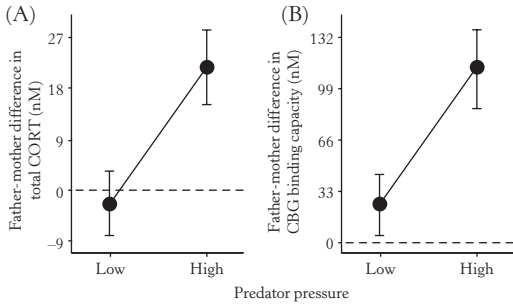 (A)
Father-mother difference in
total CORT (nM)
27
18
9
0
–9
Low
High
(B)
Father-mother difference in
CBG binding capacity (nM)
132
99
66
33
0
Low
High
Predator pressure